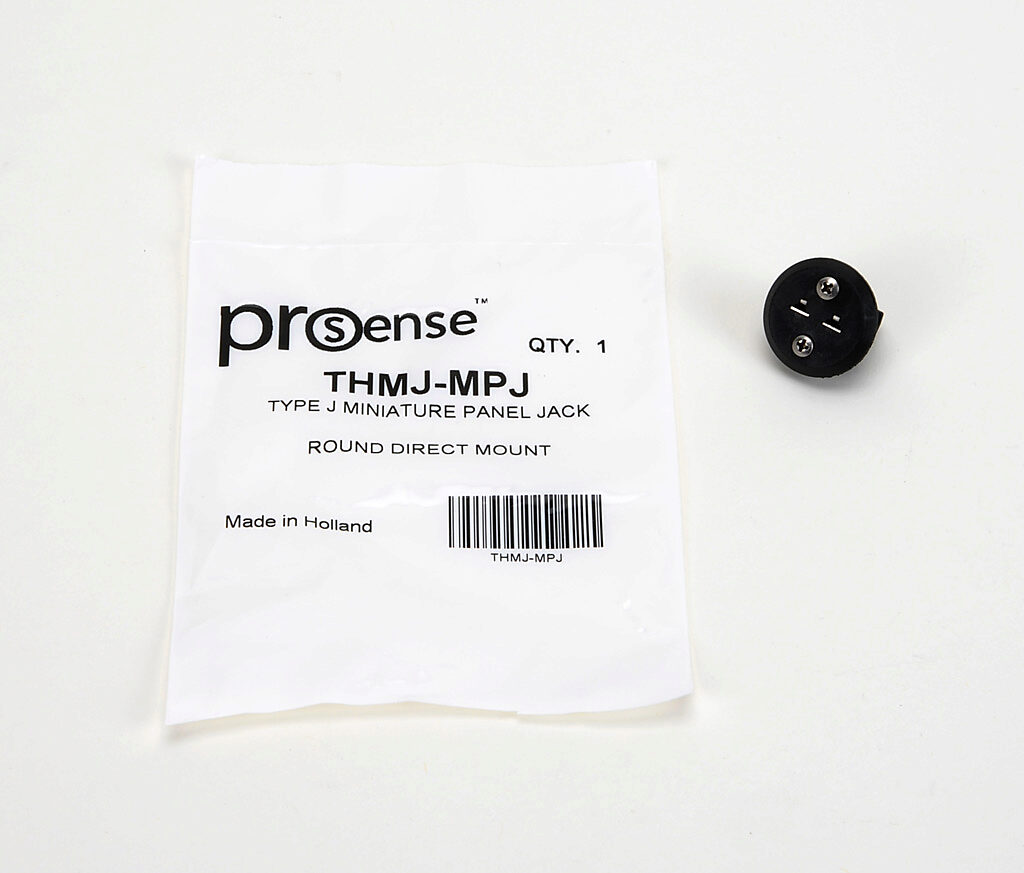 prosense™
QTY. 1
THMJ-MPJ
TYPE J MINIATURE PANEL JACK
ROUND DIRECT MOUNT
Made in Holland
THMJ-MPJ